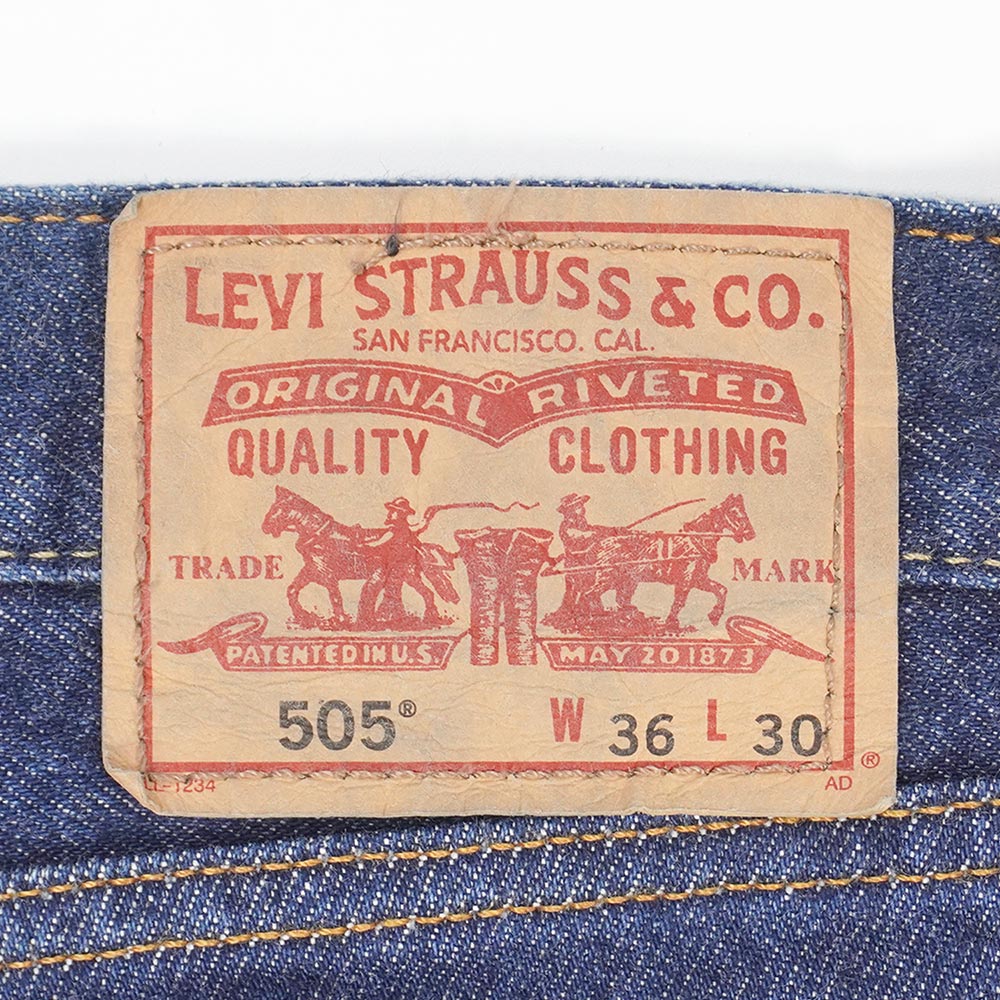 LEVI STRAUSS & CO.
SAN FRANCISCO. CAL.
ORIGINAL RIVETED
QUALITY CLOTHING
TRADE MARK
PATENTED IN U.S. MAY 20 1873
505® W 36 L 30
®
1234 AD